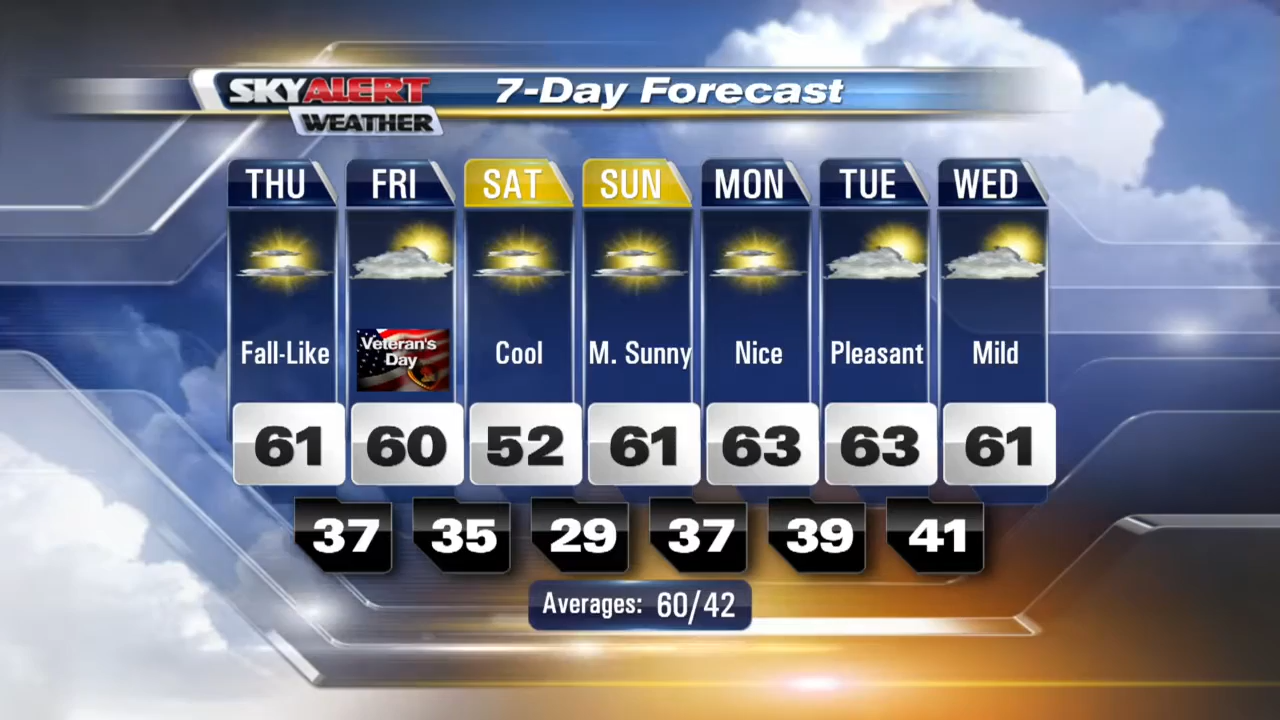 SKYALERT
WEATHER
7-Day Forecast
THU FRI SAT SUN MON TUE WED
Fall-Like Veteran's Day Cool M. Sunny Nice Pleasant Mild
61 60 52 61 63 63 61
37 35 29 37 39 41
Averages: 60/42